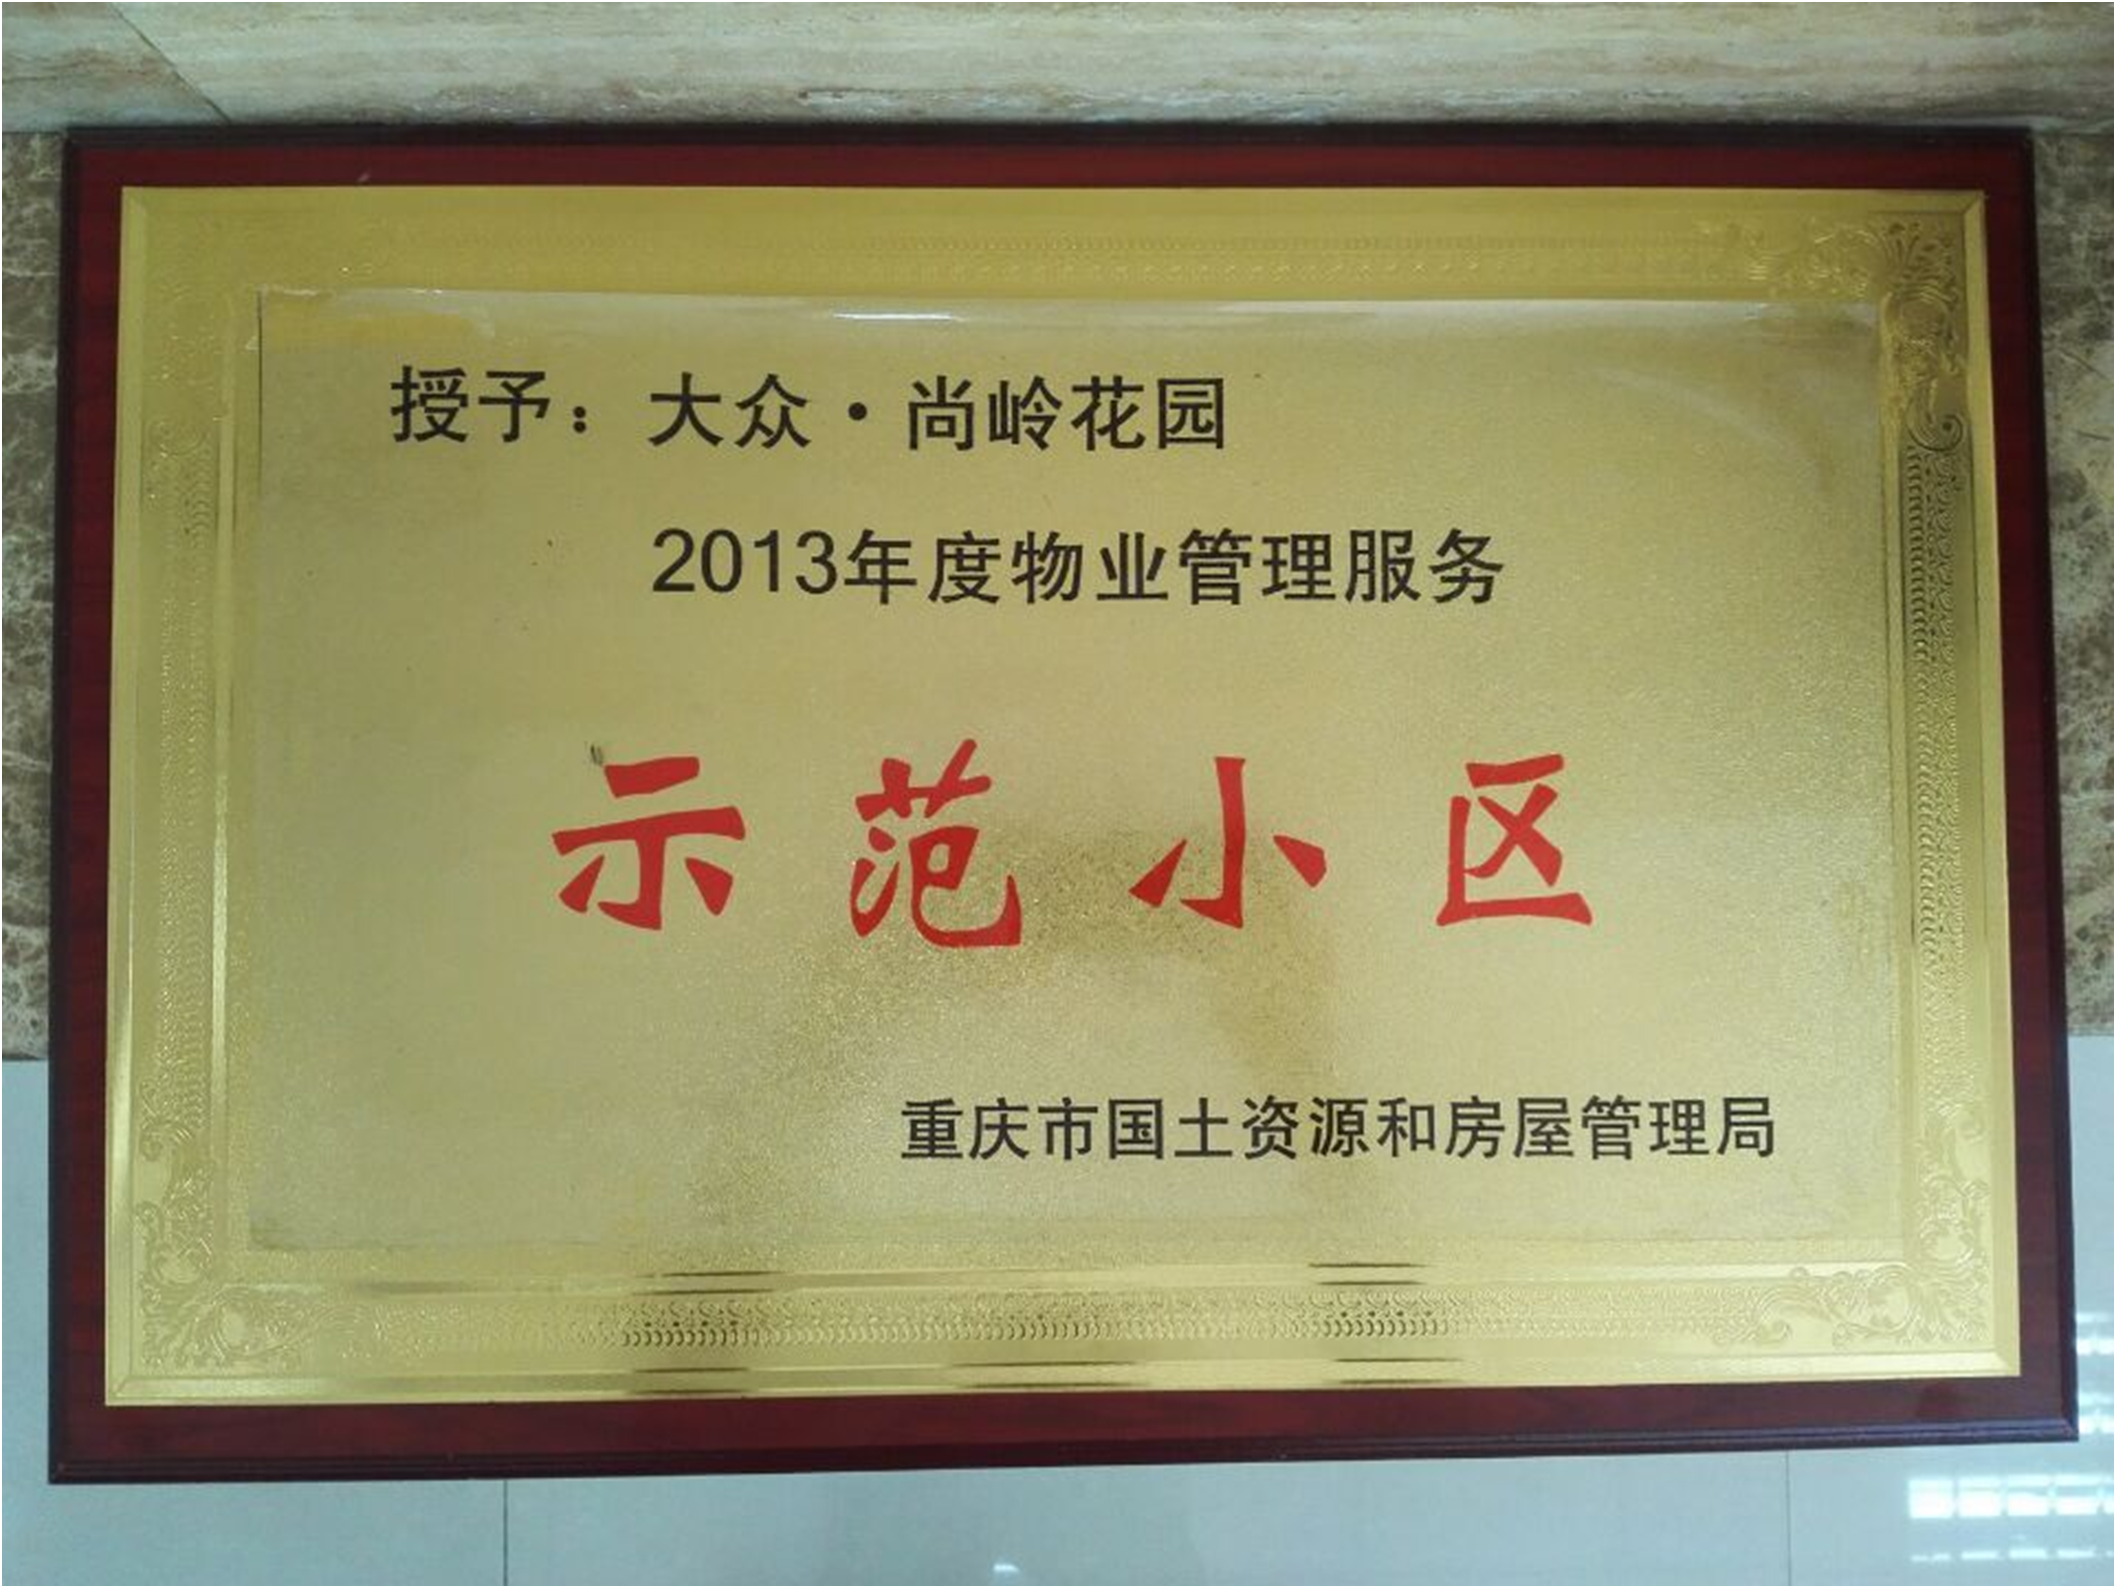 授予：大众·尚岭花园
2013年度物业管理服务
示范小区
重庆市国土资源和房屋管理局